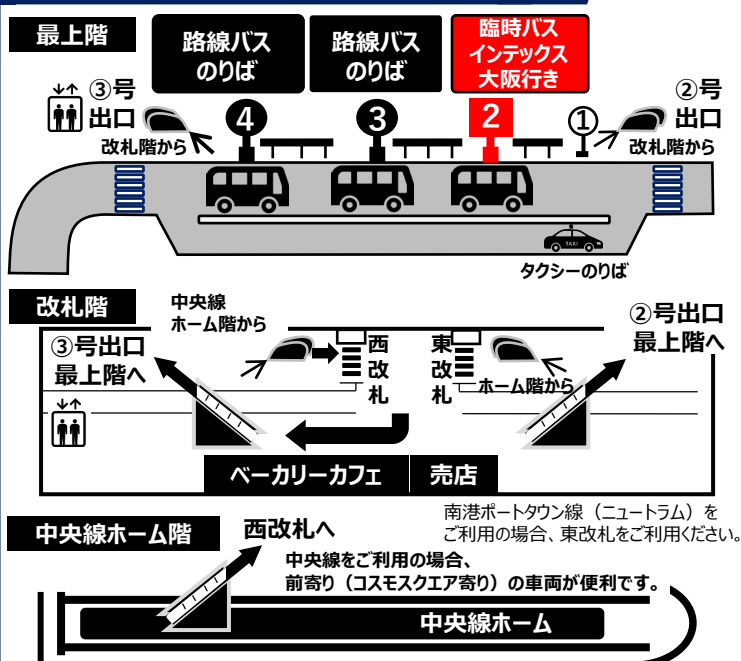 最上階
路線バス
のりば
路線バス
のりば
臨時バス
インテックス
大阪行き
③号
出口
改札階から
4
3
2
①
②号
出口
改札階から
TAXI
タクシーのりば
改札階
中央線
ホーム階から
③号出口
最上階へ
西
改
札
東
改
札
ホーム階から
②号出口
最上階へ
ベーカリーカフェ
売店
南港ポートタウン線（ニュートラム）を
ご利用の場合、東改札をご利用ください。
中央線ホーム階
西改札へ
中央線をご利用の場合、
前寄り（コスモスクエア寄り）の車両が便利です。
中央線ホーム